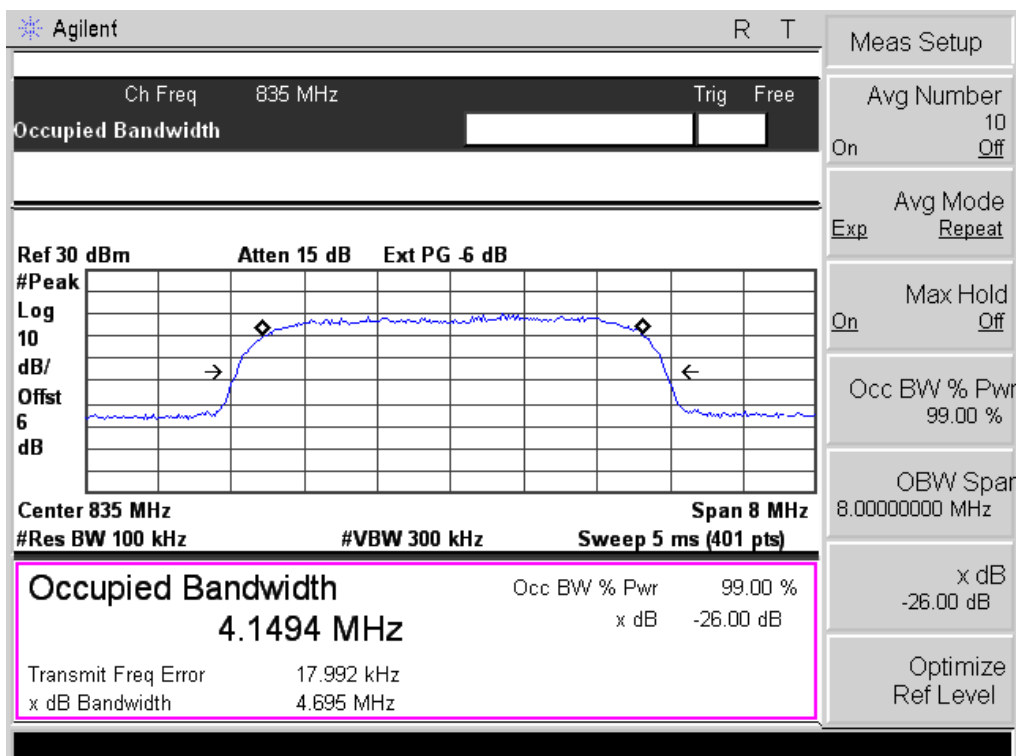 Agilent R T
Ch Freq 835 MHz Trig Free
Occupied Bandwidth
Ref 30 dBm Atten 15 dB Ext PG -6 dB
#Peak
Log
10
dB/
Offst
6
dB
Center 835 MHz Span 8 MHz
#Res BW 100 kHz #VBW 300 kHz Sweep 5 ms (401 pts)
Occupied Bandwidth Occ BW % Pwr 99.00 %
4.1494 MHz x dB -26.00 dB
Transmit Freq Error 17.992 kHz
x dB Bandwidth 4.695 MHz
Meas Setup
Avg Number
10
On Off
Avg Mode
Exp Repeat
Max Hold
On Off
Occ BW % Pwr
99.00 %
OBW Span
8.00000000 MHz
x dB
-26.00 dB
Optimize
Ref Level